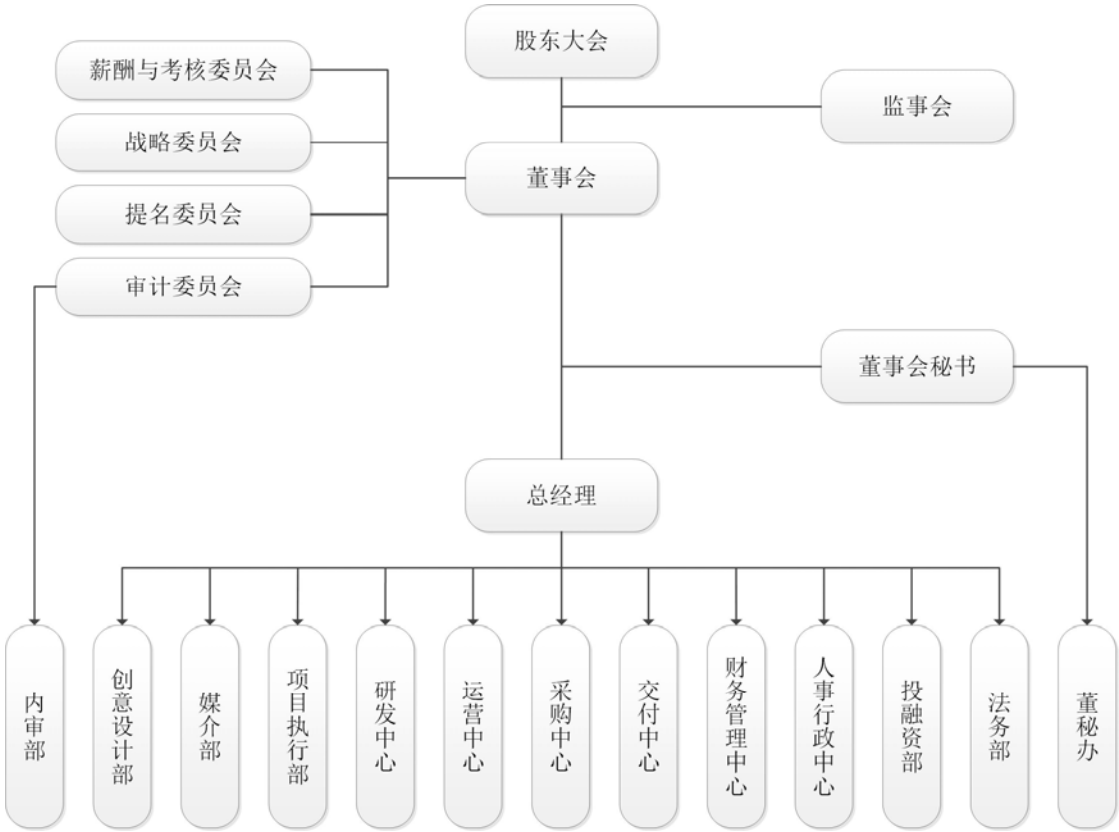 股东大会
薪酬与考核委员会
监事会
战略委员会
董事会
提名委员会
审计委员会
董事会秘书
总经理
内审部
创意设计部
媒介部
项目执行部
研发中心
运营中心
采购中心
交付中心
财务管理中心
人事行政中心
投融资部
法务部
董秘办